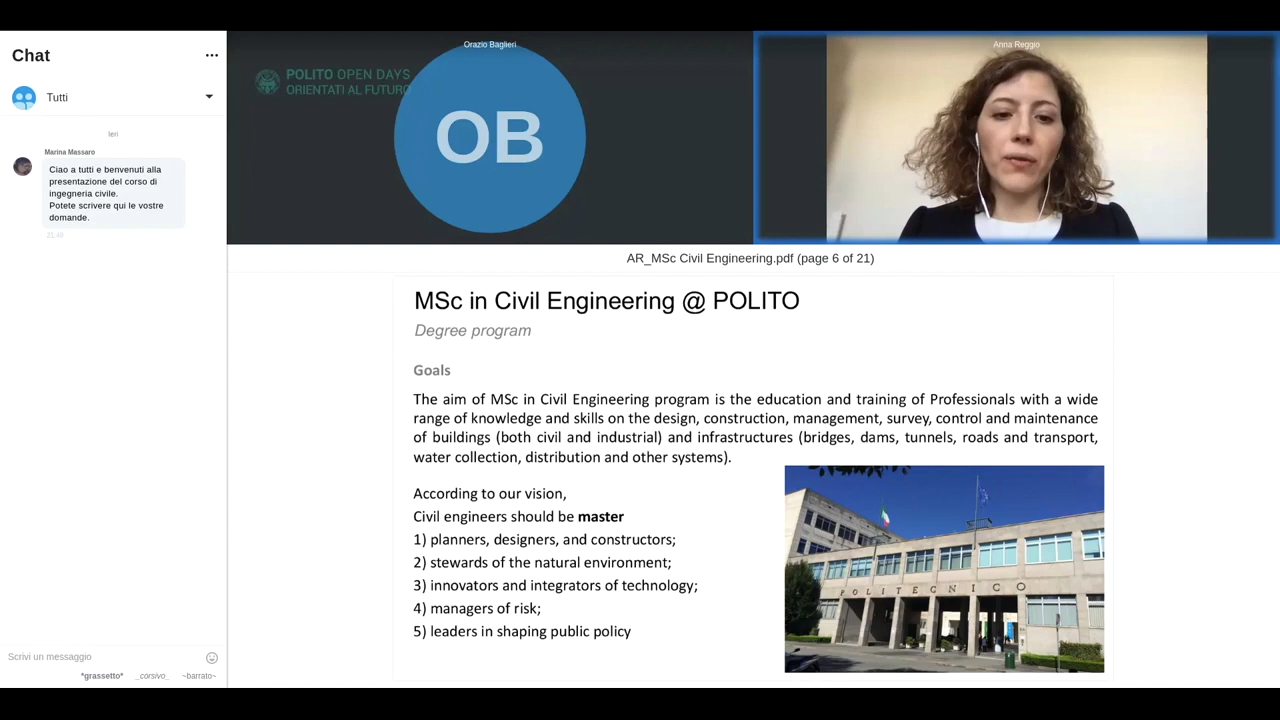 Chat
Tutti
Ieri
Marina Massaro
Ciao a tutti e benvenuti alla
presentazione del corso di
ingegneria civile.
Potete scrivere qui le vostre
domande.
21:48
Scrivi un messaggio
*grassetto* _corsivo_ ~barrato~
POLITO OPEN DAYS
ORIENTATI AL FUTURO
Orazio Baglieri
OB
Anna Reggio
AR_MSc Civil Engineering.pdf (page 6 of 21)
MSc in Civil Engineering @ POLITO
Degree program
Goals
The aim of MSc in Civil Engineering program is the education and training of Professionals with a wide
range of knowledge and skills on the design, construction, management, survey, control and maintenance
of buildings (both civil and industrial) and infrastructures (bridges, dams, tunnels, roads and transport,
water collection, distribution and other systems).
According to our vision,
Civil engineers should be master
1) planners, designers, and constructors;
2) stewards of the natural environment;
3) innovators and integrators of technology;
4) managers of risk;
5) leaders in shaping public policy
POLITECNICO